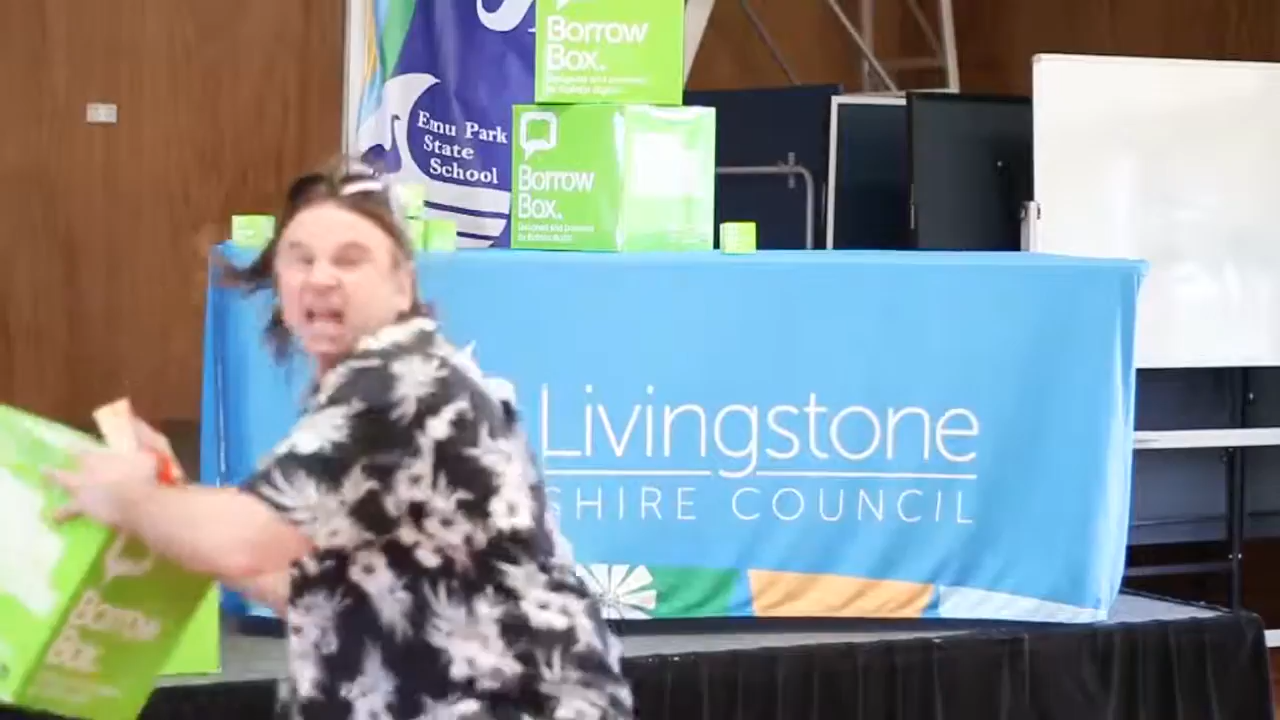 Borrow
Box.
Emu Park
State
School
Borrow
Box.
Livingstone
SHIRE COUNCIL
Borrow
Box.